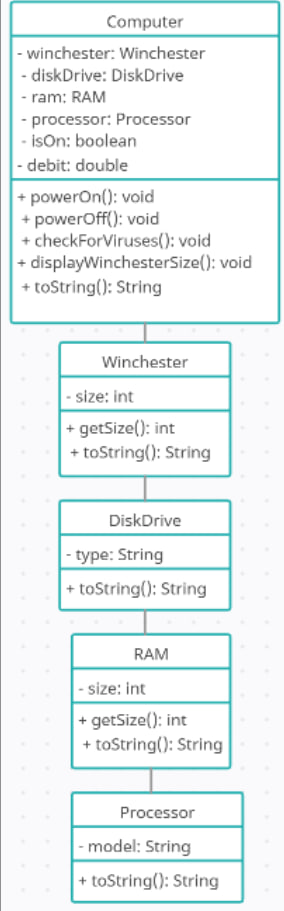 Computer
- winchester: Winchester
- diskDrive: DiskDrive
- ram: RAM
- processor: Processor
- isOn: boolean
- debit: double
+ powerOn(): void
+ powerOff(): void
+ checkForViruses(): void
+ displayWinchesterSize(): void
+ toString(): String
Winchester
- size: int
+ getSize(): int
+ toString(): String
DiskDrive
- type: String
+ toString(): String
RAM
- size: int
+ getSize(): int
+ toString(): String
Processor
- model: String
+ toString(): String